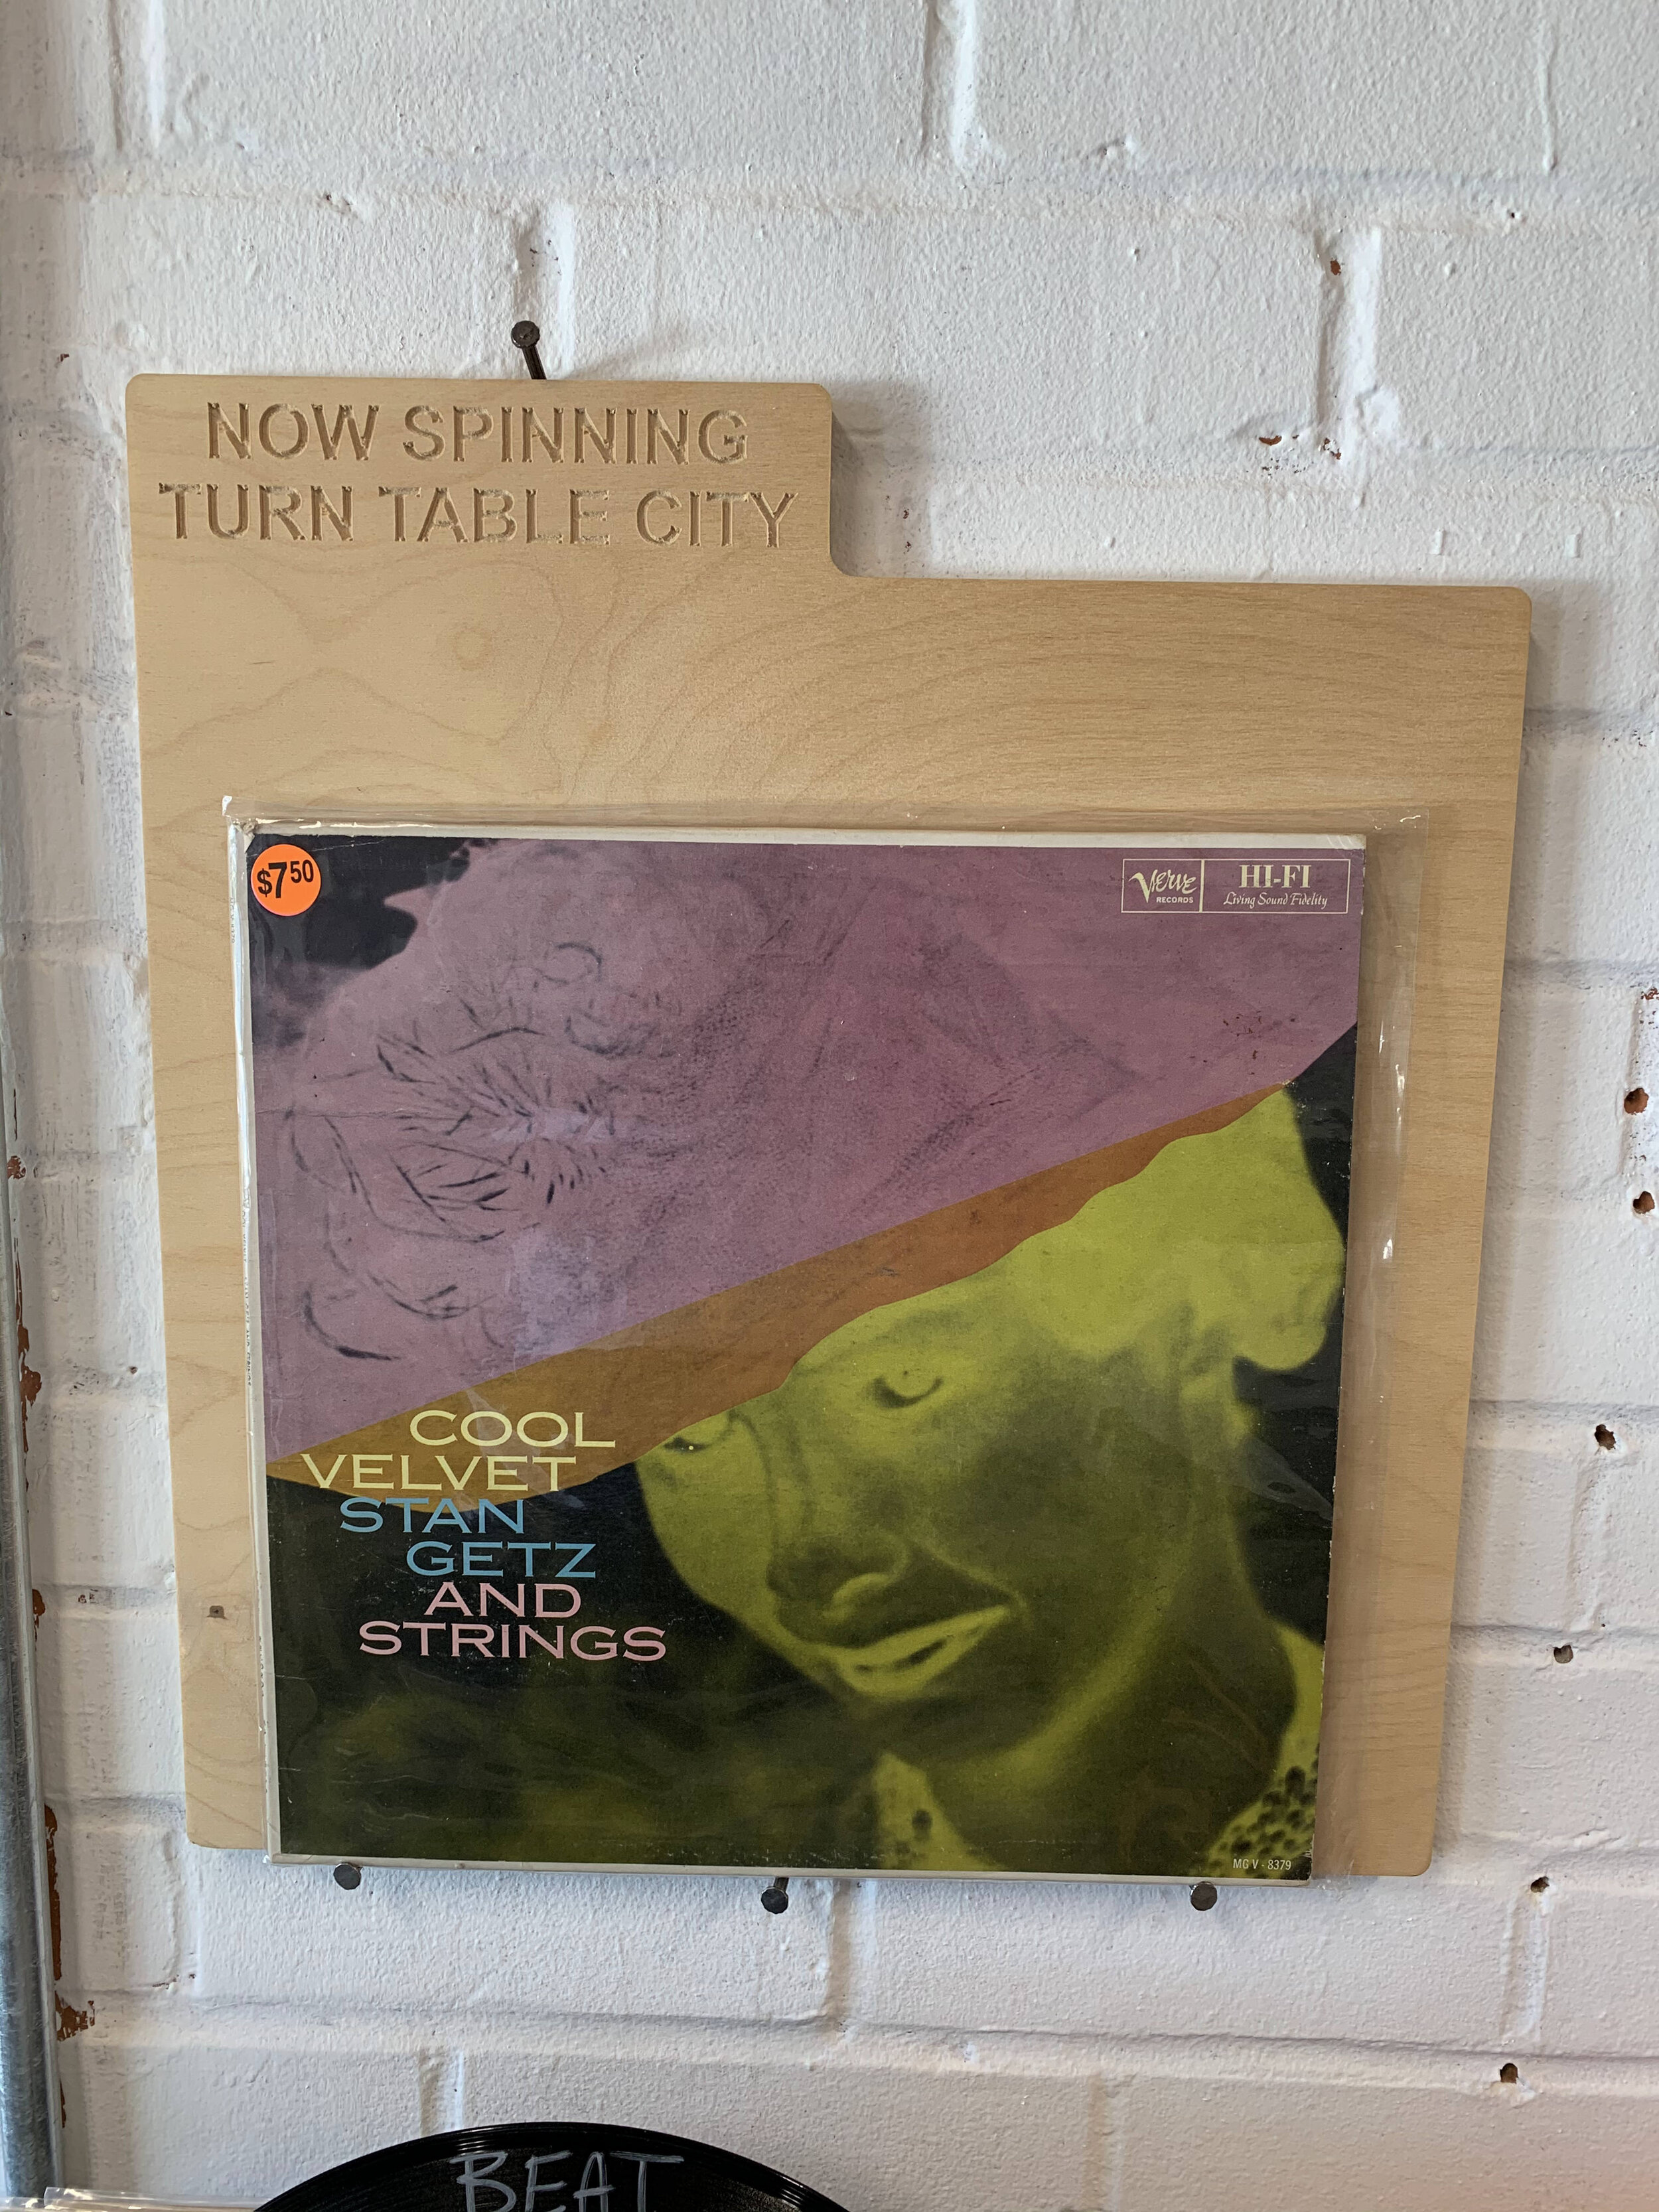 NOW SPINNING
TURN TABLE CITY
$7.50
Verve RECORDS
HI-FI
Living Sound Fidelity
COOL
VELVET
STAN
GETZ
AND
STRINGS
MG V - 8379
BEAT